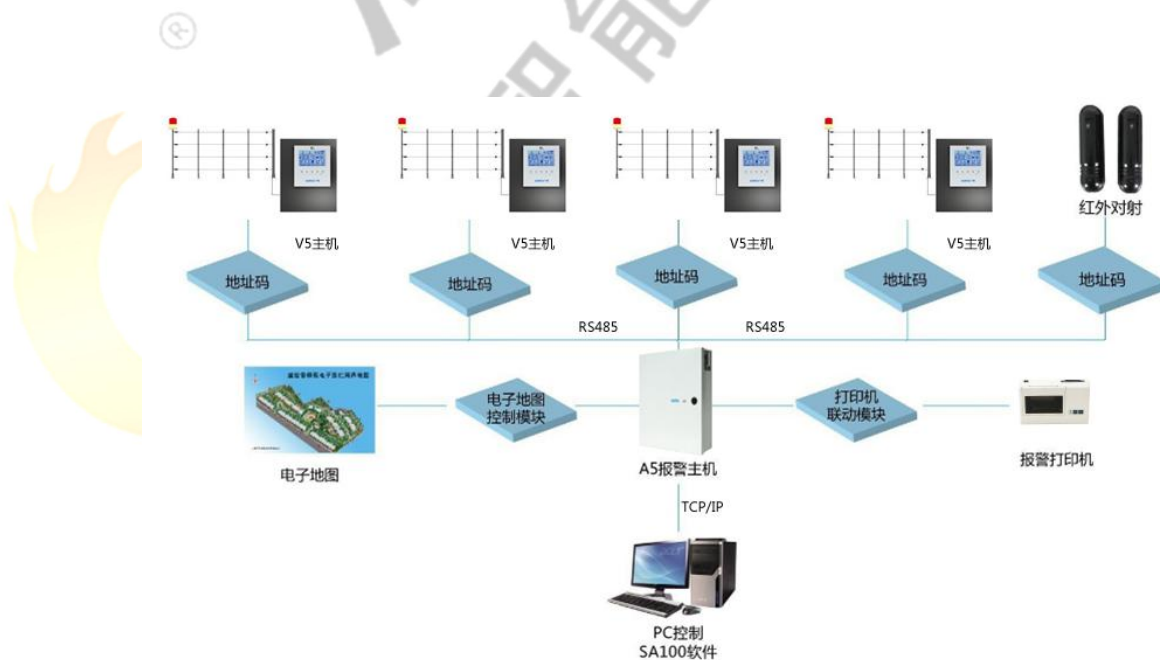 ®
智能
红外对射
V5主机
V5主机
V5主机
V5主机
地址码
地址码
地址码
地址码
地址码
RS485
RS485
电子地图
控制模块
打印机
联动模块
电子地图
A5报警主机
报警打印机
TCP/IP
PC控制
SA100软件